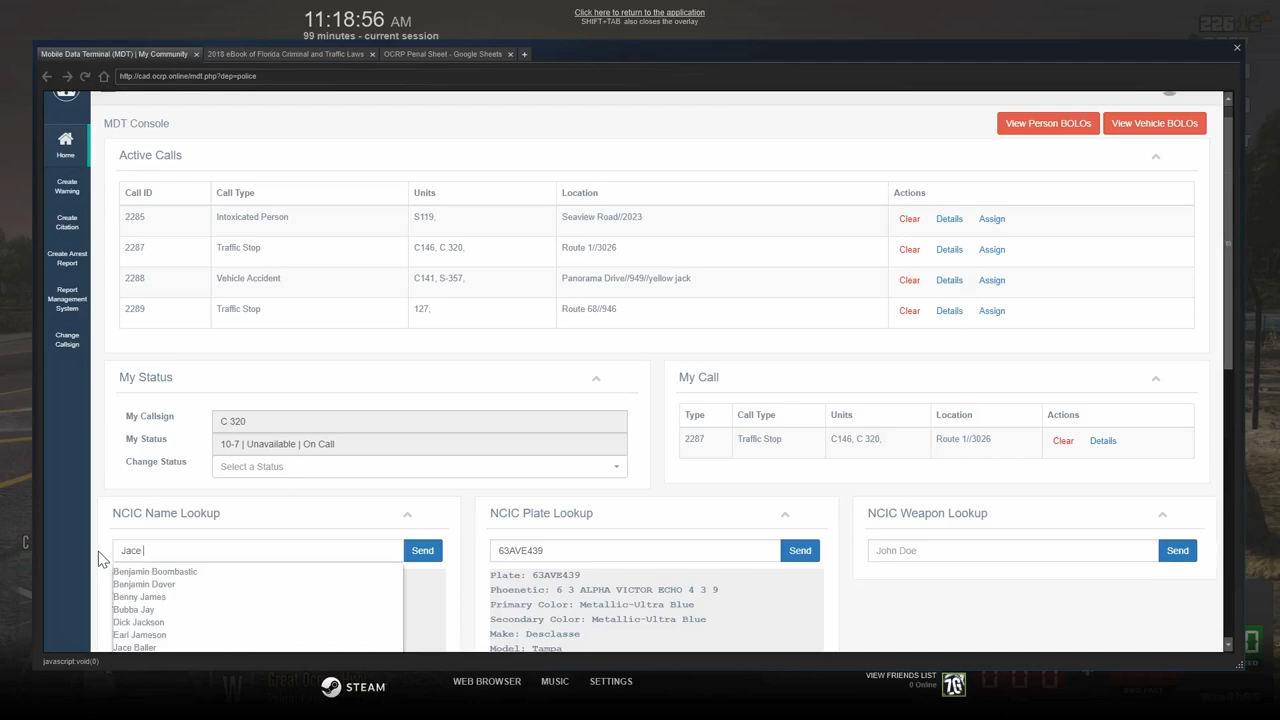 11:18:56 AM
99 minutes - current session
Click here to return to the application
SHIFT+TAB also closes the overlay
Mobile Data Terminal (MDT) | My Community
2018 eBook of Florida Criminal and Traffic Laws
OCRP Penal Sheet - Google Sheets
http://cad.ocrp.online/mdt.php?dep=police
Home
Create Warning
Create Citation
Create Arrest Report
Report Management System
Change Callsign
MDT Console
View Person BOLOs
View Vehicle BOLOs
Active Calls
Call ID Call Type Units Location Actions
2285 Intoxicated Person S119, Seaview Road//2023 Clear Details Assign
2287 Traffic Stop C146, C 320, Route 1//3026 Clear Details Assign
2288 Vehicle Accident C141, S-357, Panorama Drive//949//yellow jack Clear Details Assign
2289 Traffic Stop 127, Route 68//946 Clear Details Assign
My Status
My Callsign C 320
My Status 10-7 | Unavailable | On Call
Change Status Select a Status
My Call
Type Call Type Units Location Actions
2287 Traffic Stop C146, C 320, Route 1//3026 Clear Details
NCIC Name Lookup
Jace
Send
Benjamin Boombastic
Benjamin Dover
Benny James
Bubba Jay
Dick Jackson
Earl Jameson
Jace Baller
NCIC Plate Lookup
63AVE439
Send
Plate: 63AVE439
Phoenetic: 6 3 ALPHA VICTOR ECHO 4 3 9
Primary Color: Metallic-Ultra Blue
Secondary Color: Metallic-Ultra Blue
Make: Desclasse
Model: Tampa
NCIC Weapon Lookup
John Doe
Send
javascript:void(0)
STEAM
WEB BROWSER
MUSIC
SETTINGS
VIEW FRIENDS LIST
0 Online